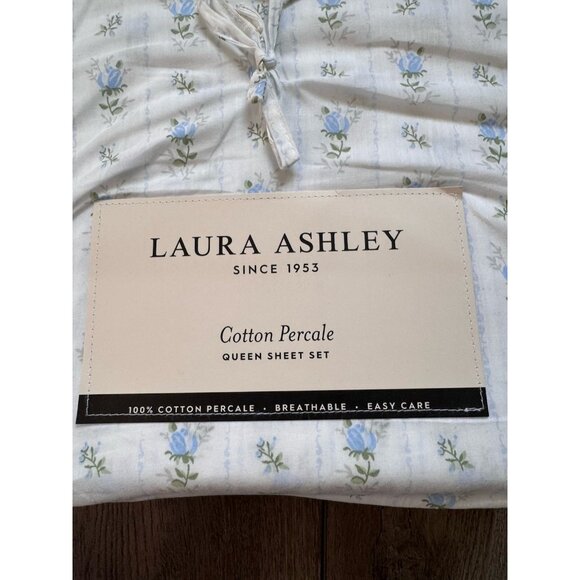 LAURA ASHLEY
SINCE 1953
Cotton Percale
QUEEN SHEET SET
100% COTTON PERCALE • BREATHABLE • EASY CARE